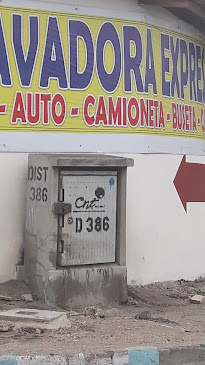 AVADORA EXPRE
- AUTO - CAMIONETA - BUSETA -
DIST
386
cnt
D 386